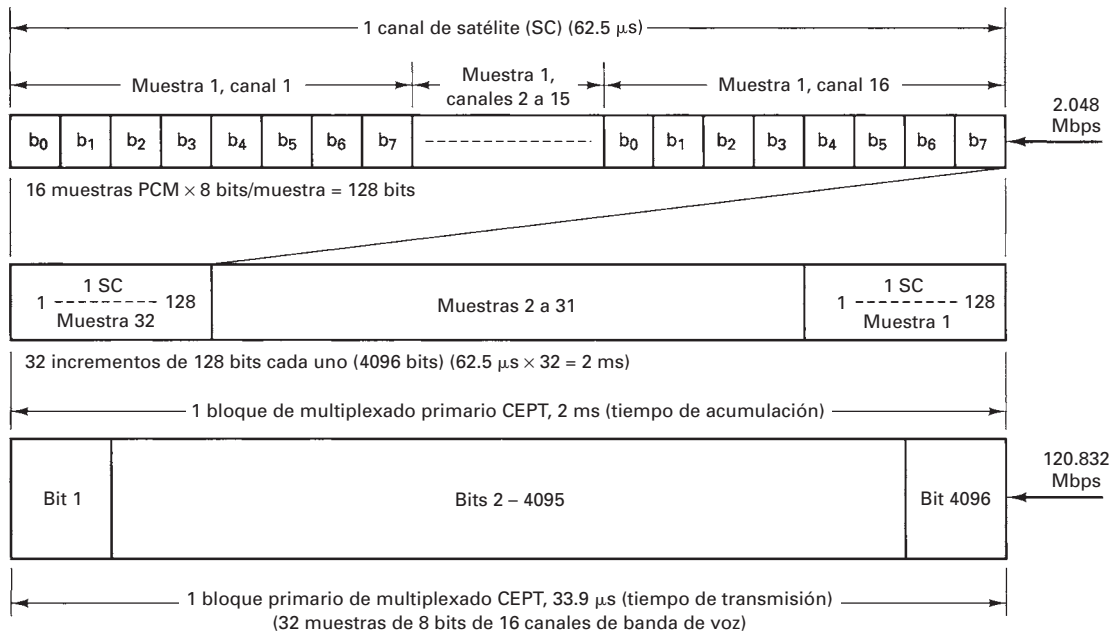 1 canal de satélite (SC) (62.5 μs)
Muestra 1, canal 1
Muestra 1,
canales 2 a 15
Muestra 1, canal 16
2.048
Mbps
b0 b1 b2 b3 b4 b5 b6 b7 b0 b1 b2 b3 b4 b5 b6 b7
16 muestras PCM × 8 bits/muestra = 128 bits
1 SC
1 ---------- 128
Muestra 32
Muestras 2 a 31
1 SC
1 ---------- 128
Muestra 1
32 incrementos de 128 bits cada uno (4096 bits) (62.5 μs × 32 = 2 ms)
1 bloque de multiplexado primario CEPT, 2 ms (tiempo de acumulación)
120.832
Mbps
Bit 1
Bits 2 – 4095
Bit 4096
1 bloque primario de multiplexado CEPT, 33.9 μs (tiempo de transmisión)
(32 muestras de 8 bits de 16 canales de banda de voz)